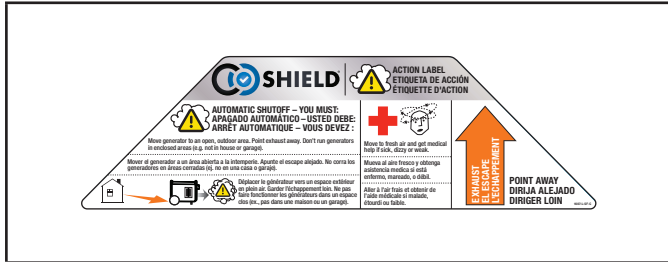 CO SHIELD®
ACTION LABEL
ETIQUETA DE ACCIÓN
ÉTIQUETTE D'ACTION
AUTOMATIC SHUTOFF – YOU MUST:
APAGADO AUTOMÁTICO – USTED DEBE:
ARRÊT AUTOMATIQUE – VOUS DEVEZ :
Move generator to an open, outdoor area. Point exhaust away. Don't run generators
in enclosed areas (e.g. not in house or garage).
Mover el generador a un área abierta a la intemperie. Apunte el escape alejado. No corra los
generadores en áreas cerradas (ej. no en una casa o garaje).
Déplacer le générateur vers un espace extérieur
en plein air. Garder l'échappement loin. Ne pas
faire fonctionner les générateurs dans un espace
clos (ex., pas dans une maison ou un garage).
Move to fresh air and get medical
help if sick, dizzy or weak.
Mueva al aire fresco y obtenga
asistencia medica si está
enfermo, mareado, o débil.
Aller à l'air frais et obtenir de
l'aide médicale si malade,
étourdi ou faible.
EXHAUST
EL ESCAPE
L'ÉCHAPPEMENT
POINT AWAY
DIRIJA ALEJADO
DIRIGER LOIN